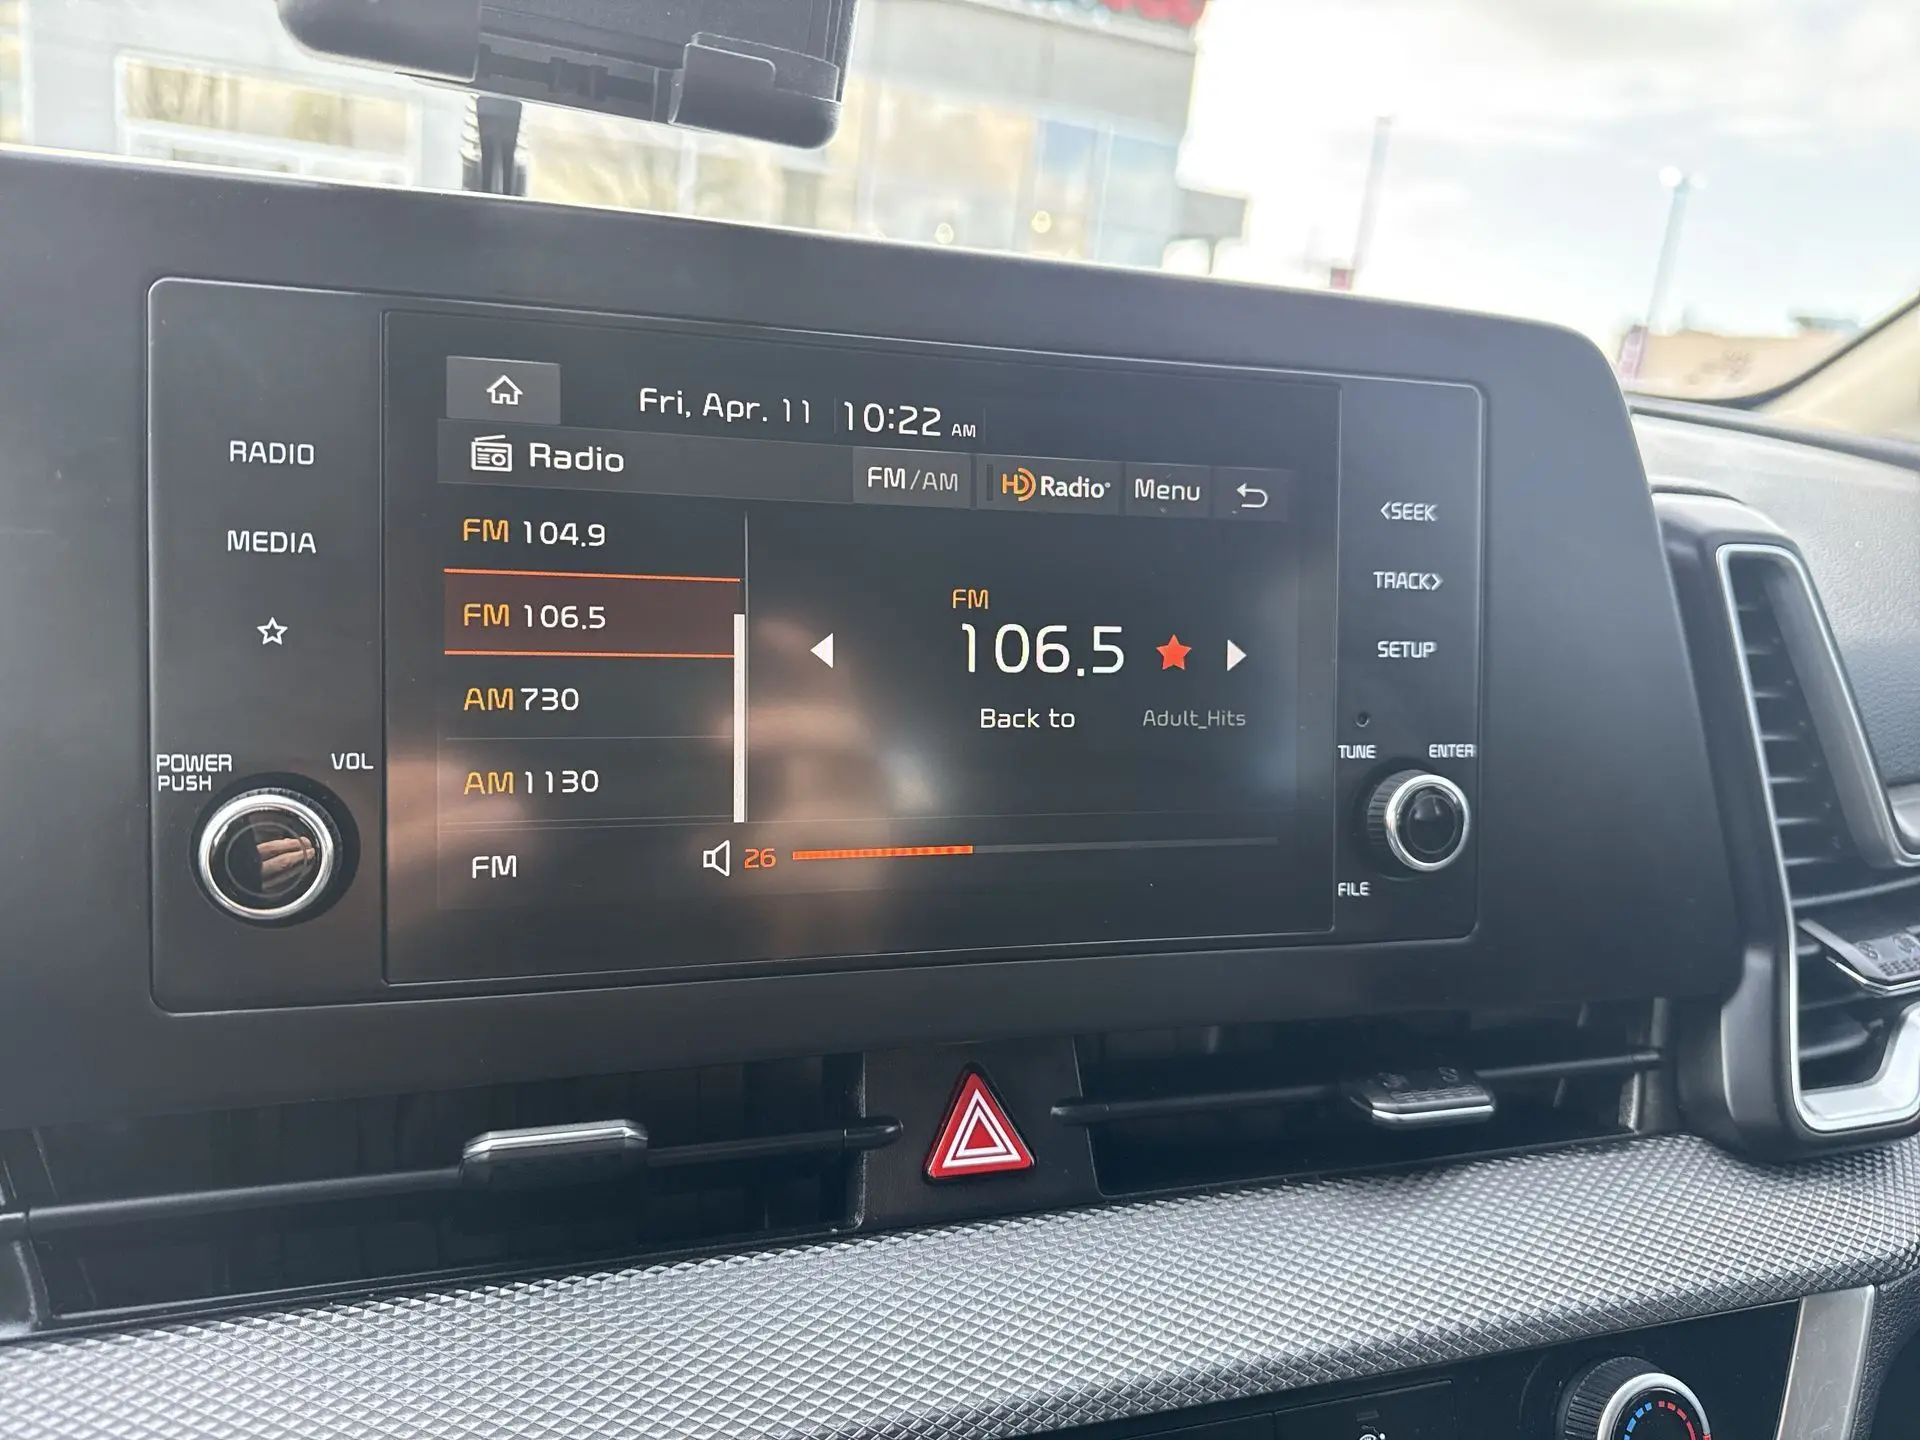 Fri, Apr. 11 10:22 AM
Radio
FM/AM HD Radio Menu
FM 104.9
FM 106.5
AM 730
AM 1130
FM
FM
106.5
Back to Adult_Hits
26
RADIO
MEDIA
POWER
PUSH
VOL
<SEEK
TRACK>
SETUP
TUNE
ENTER
FILE